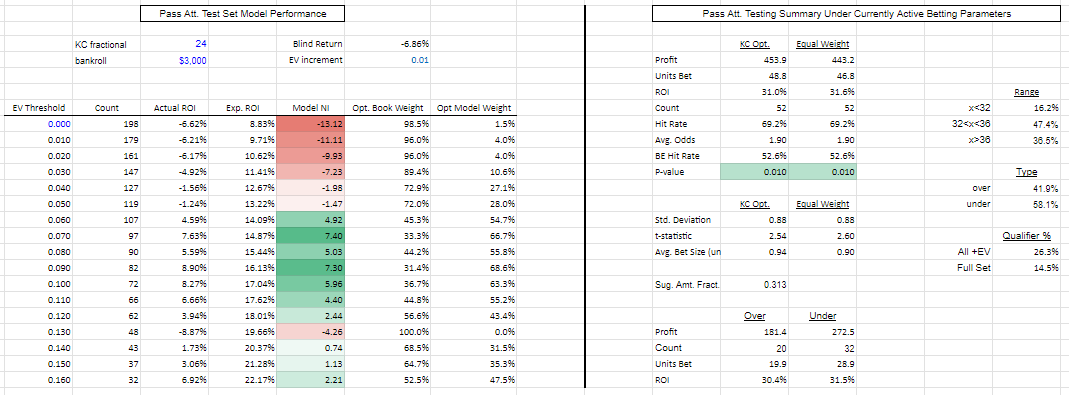 Pass Att. Test Set Model Performance
Pass Att. Testing Summary Under Currently Active Betting Parameters
KC fractional 24 Blind Return -6.86% KC Opt. Equal Weight
bankroll $3,000 EV increment 0.01 Profit 453.9 443.2
Units Bet 48.8 46.8
ROI 31.0% 31.6% Range
EV Threshold Count Actual ROI Exp. ROI Model NI Opt. Book Weight Opt Model Weight Count 52 52 x<32 16.2%
0.000 198 -6.62% 8.83% -13.12 98.5% 1.5% Hit Rate 69.2% 69.2% 32<x<36 47.4%
0.010 179 -6.21% 9.71% -11.11 96.0% 4.0% Avg. Odds 1.90 1.90 x>36 36.5%
0.020 161 -6.17% 10.62% -9.93 96.0% 4.0% BE Hit Rate 52.6% 52.6%
0.030 147 -4.92% 11.41% -7.23 89.4% 10.6% P-value 0.010 0.010 Type
0.040 127 -1.56% 12.67% -1.98 72.9% 27.1% over 41.9%
0.050 119 -1.24% 13.22% -1.47 72.0% 28.0% KC Opt. Equal Weight under 58.1%
0.060 107 4.59% 14.09% 4.92 45.3% 54.7% Std. Deviation 0.88 0.88
0.070 97 7.63% 14.87% 7.40 33.3% 66.7% t-statistic 2.54 2.60 Qualifier %
0.080 90 5.59% 15.44% 5.03 44.2% 55.8% Avg. Bet Size (un 0.94 0.90 All +EV 26.3%
0.090 82 8.90% 16.13% 7.30 31.4% 68.6% Full Set 14.5%
0.100 72 8.27% 17.04% 5.96 36.7% 63.3% Sug. Amt. Fract. 0.313
0.110 66 6.66% 17.62% 4.40 44.8% 55.2%
0.120 62 3.94% 18.01% 2.44 56.6% 43.4% Over Under
0.130 48 -8.87% 19.66% -4.26 100.0% 0.0% Profit 181.4 272.5
0.140 43 1.73% 20.37% 0.74 68.5% 31.5% Count 20 32
0.150 37 3.06% 21.28% 1.13 64.7% 35.3% Units Bet 19.9 28.9
0.160 32 6.92% 22.17% 2.21 52.5% 47.5% ROI 30.4% 31.5%